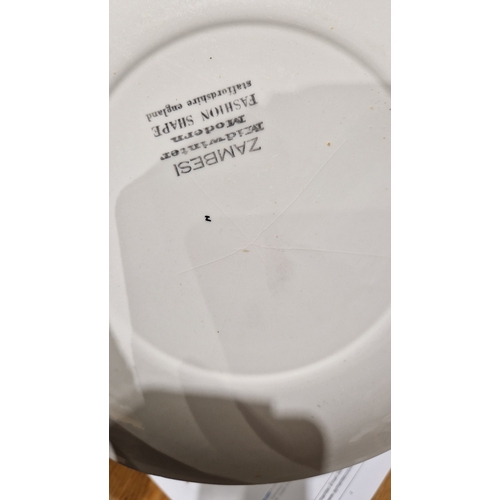 ZAMBESI
Midwinter
Modern
FASHION SHAPE
staffordshire england